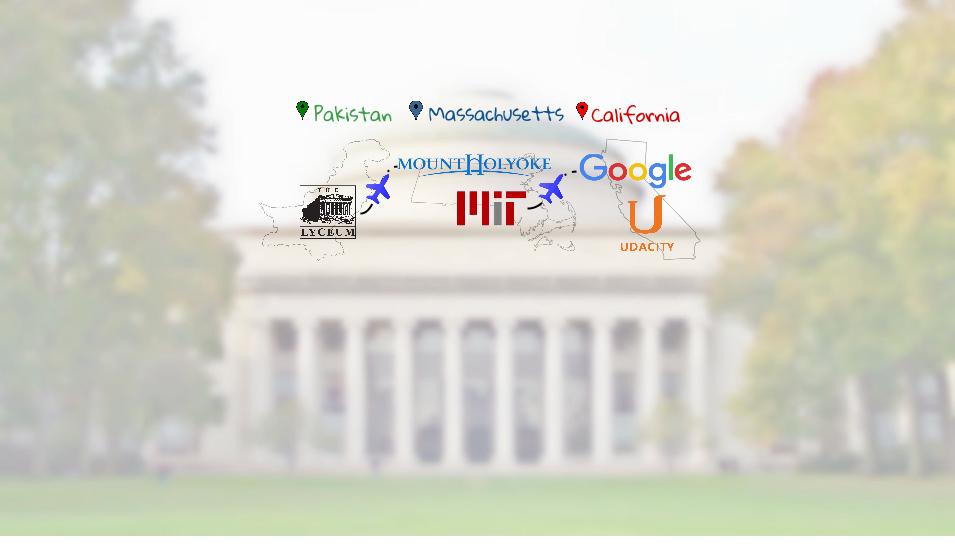 Pakistan
Massachusetts
California
MOUNT HOLYOKE
Google
THE
LYCEUM
MIT
U
UDACITY